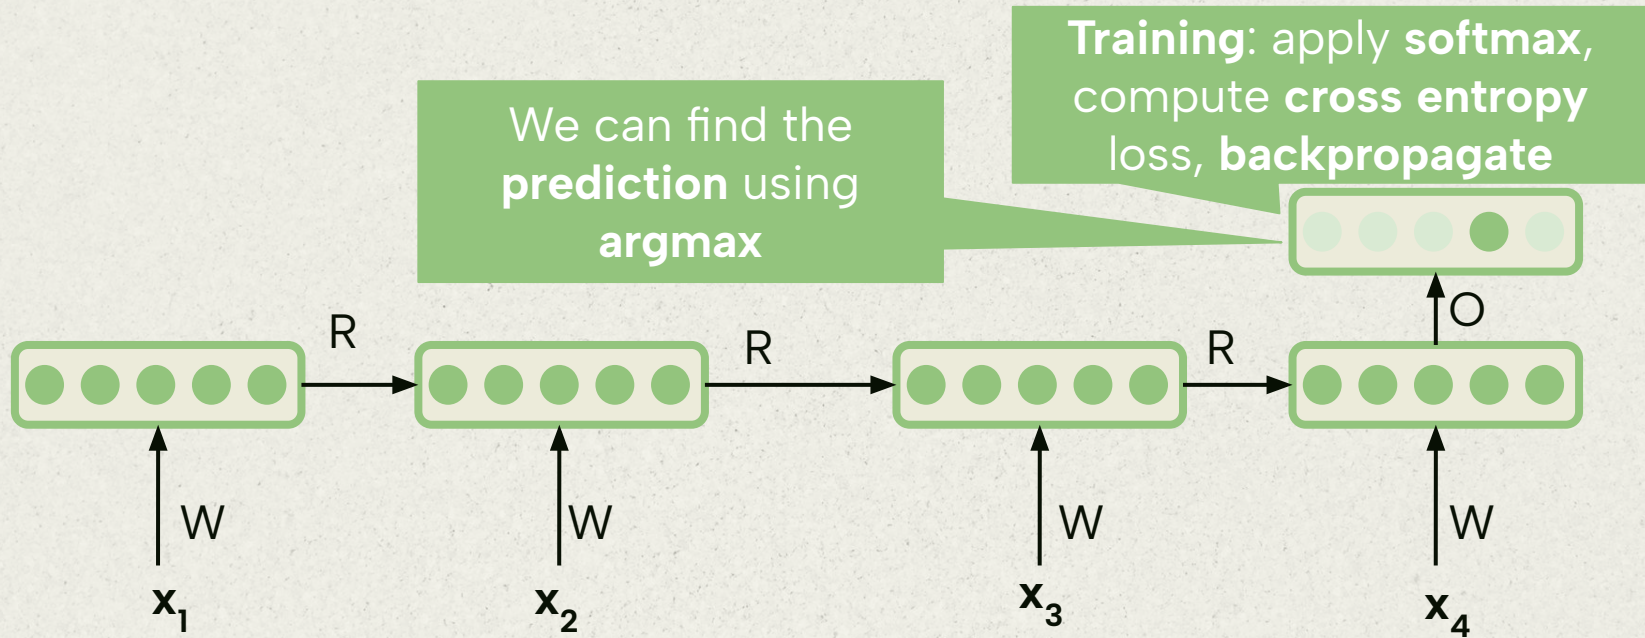 Training: apply softmax,
compute cross entropy
loss, backpropagate
We can find the
prediction using
argmax
O
R
R
R
W
W
W
W
x₁
x₂
x₃
x₄